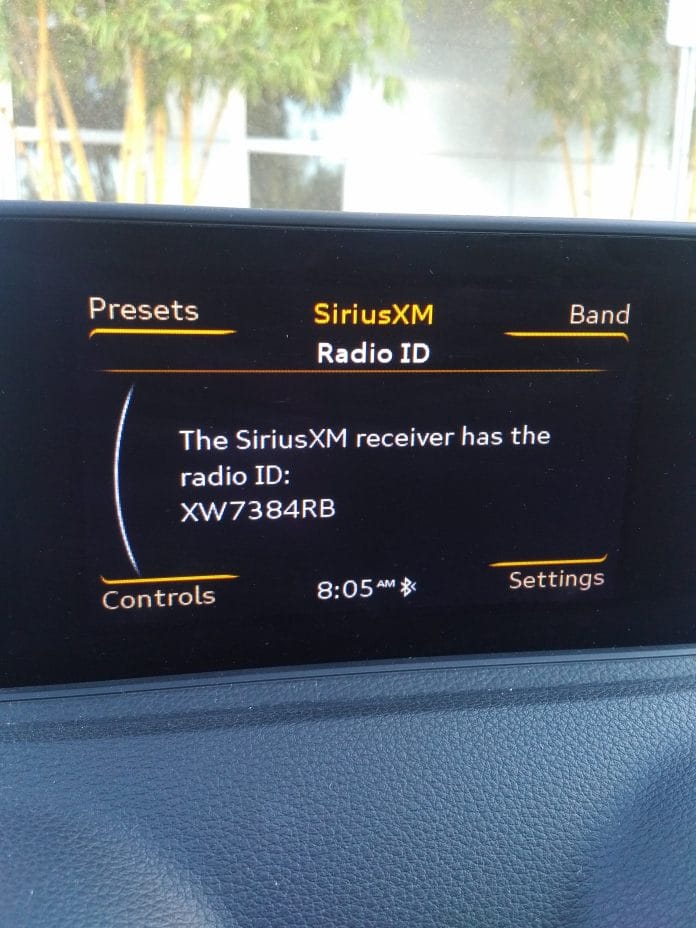 Presets
SiriusXM
Band
Radio ID
The SiriusXM receiver has the
radio ID:
XW7384RB
Controls
8:05 AM
Settings